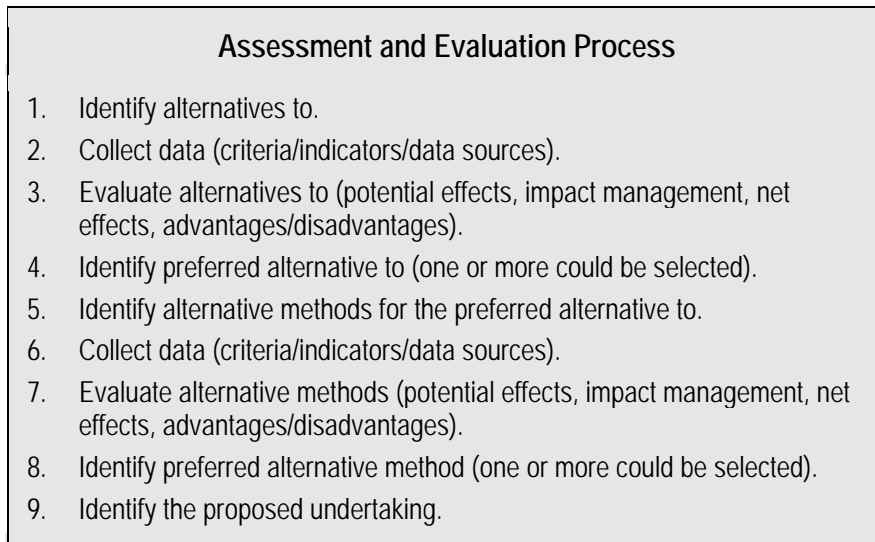 Assessment and Evaluation Process
1. Identify alternatives to.
2. Collect data (criteria/indicators/data sources).
3. Evaluate alternatives to (potential effects, impact management, net
effects, advantages/disadvantages).
4. Identify preferred alternative to (one or more could be selected).
5. Identify alternative methods for the preferred alternative to.
6. Collect data (criteria/indicators/data sources).
7. Evaluate alternative methods (potential effects, impact management, net
effects, advantages/disadvantages).
8. Identify preferred alternative method (one or more could be selected).
9. Identify the proposed undertaking.